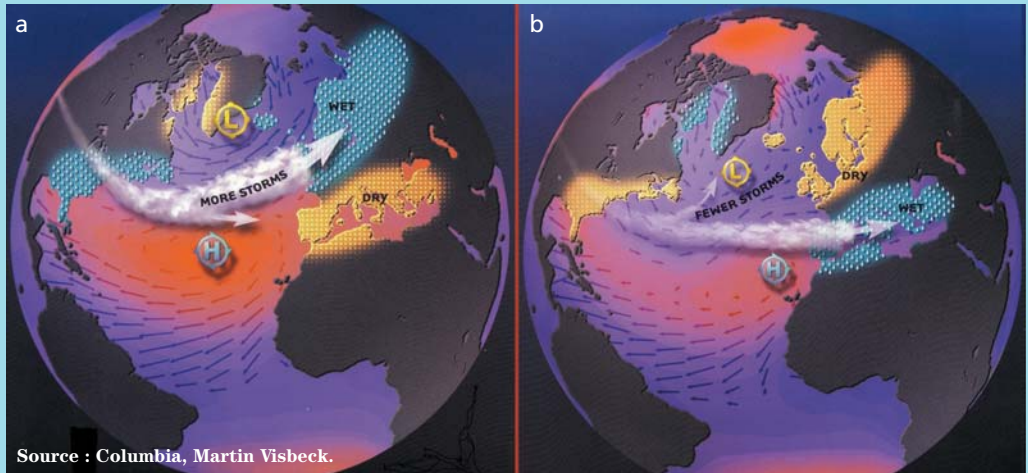 a
L
WET
MORE STORMS
DRY
H
b
L
DRY
FEWER STORMS
WET
H
Source : Columbia, Martin Visbeck.